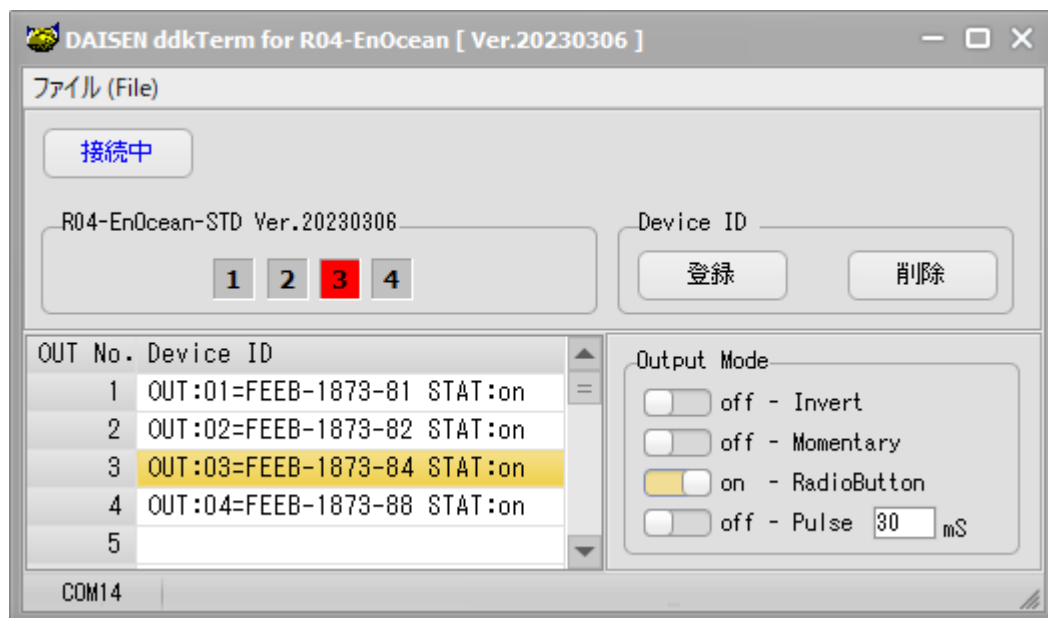 DAISEN ddkTerm for R04-EnOcean [ Ver.20230306 ]
ファイル (File)
接続中
R04-EnOcean-STD Ver.20230306
1 2 3 4
Device ID
登録 削除
OUT No. Device ID
1 OUT:01=FEEB-1873-81 STAT:on
2 OUT:02=FEEB-1873-82 STAT:on
3 OUT:03=FEEB-1873-84 STAT:on
4 OUT:04=FEEB-1873-88 STAT:on
5
Output Mode
off - Invert
off - Momentary
on - RadioButton
off - Pulse 30 mS
COM14